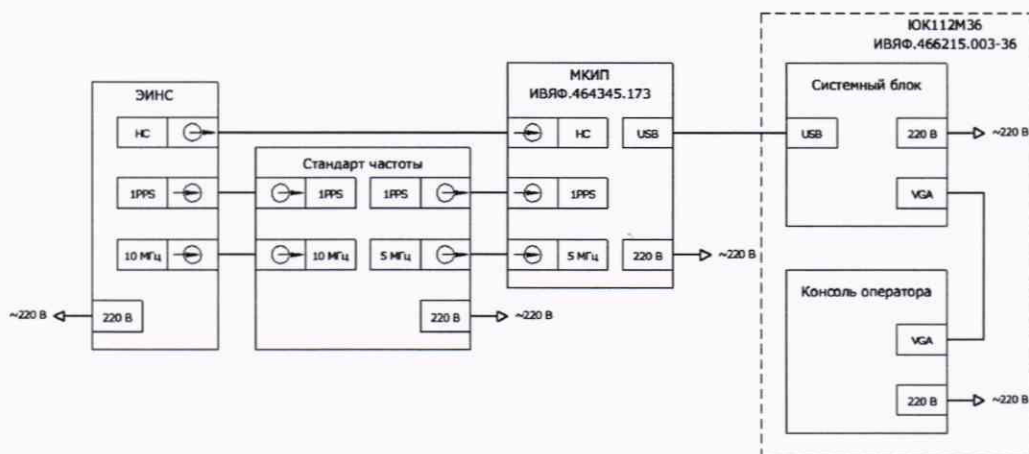 ЮК112М36
ИВЯФ.466215.003-36
ЭИНС
НС
1PPS
10 МГц
220 В
~220 В
Стандарт частоты
1PPS
1PPS
10 МГц
5 МГц
220 В
~220 В
МКИП
ИВЯФ.464345.173
НС
USB
1PPS
5 МГц
220 В
~220 В
Системный блок
USB
220 В
~220 В
VGA
Консоль оператора
VGA
220 В
~220 В